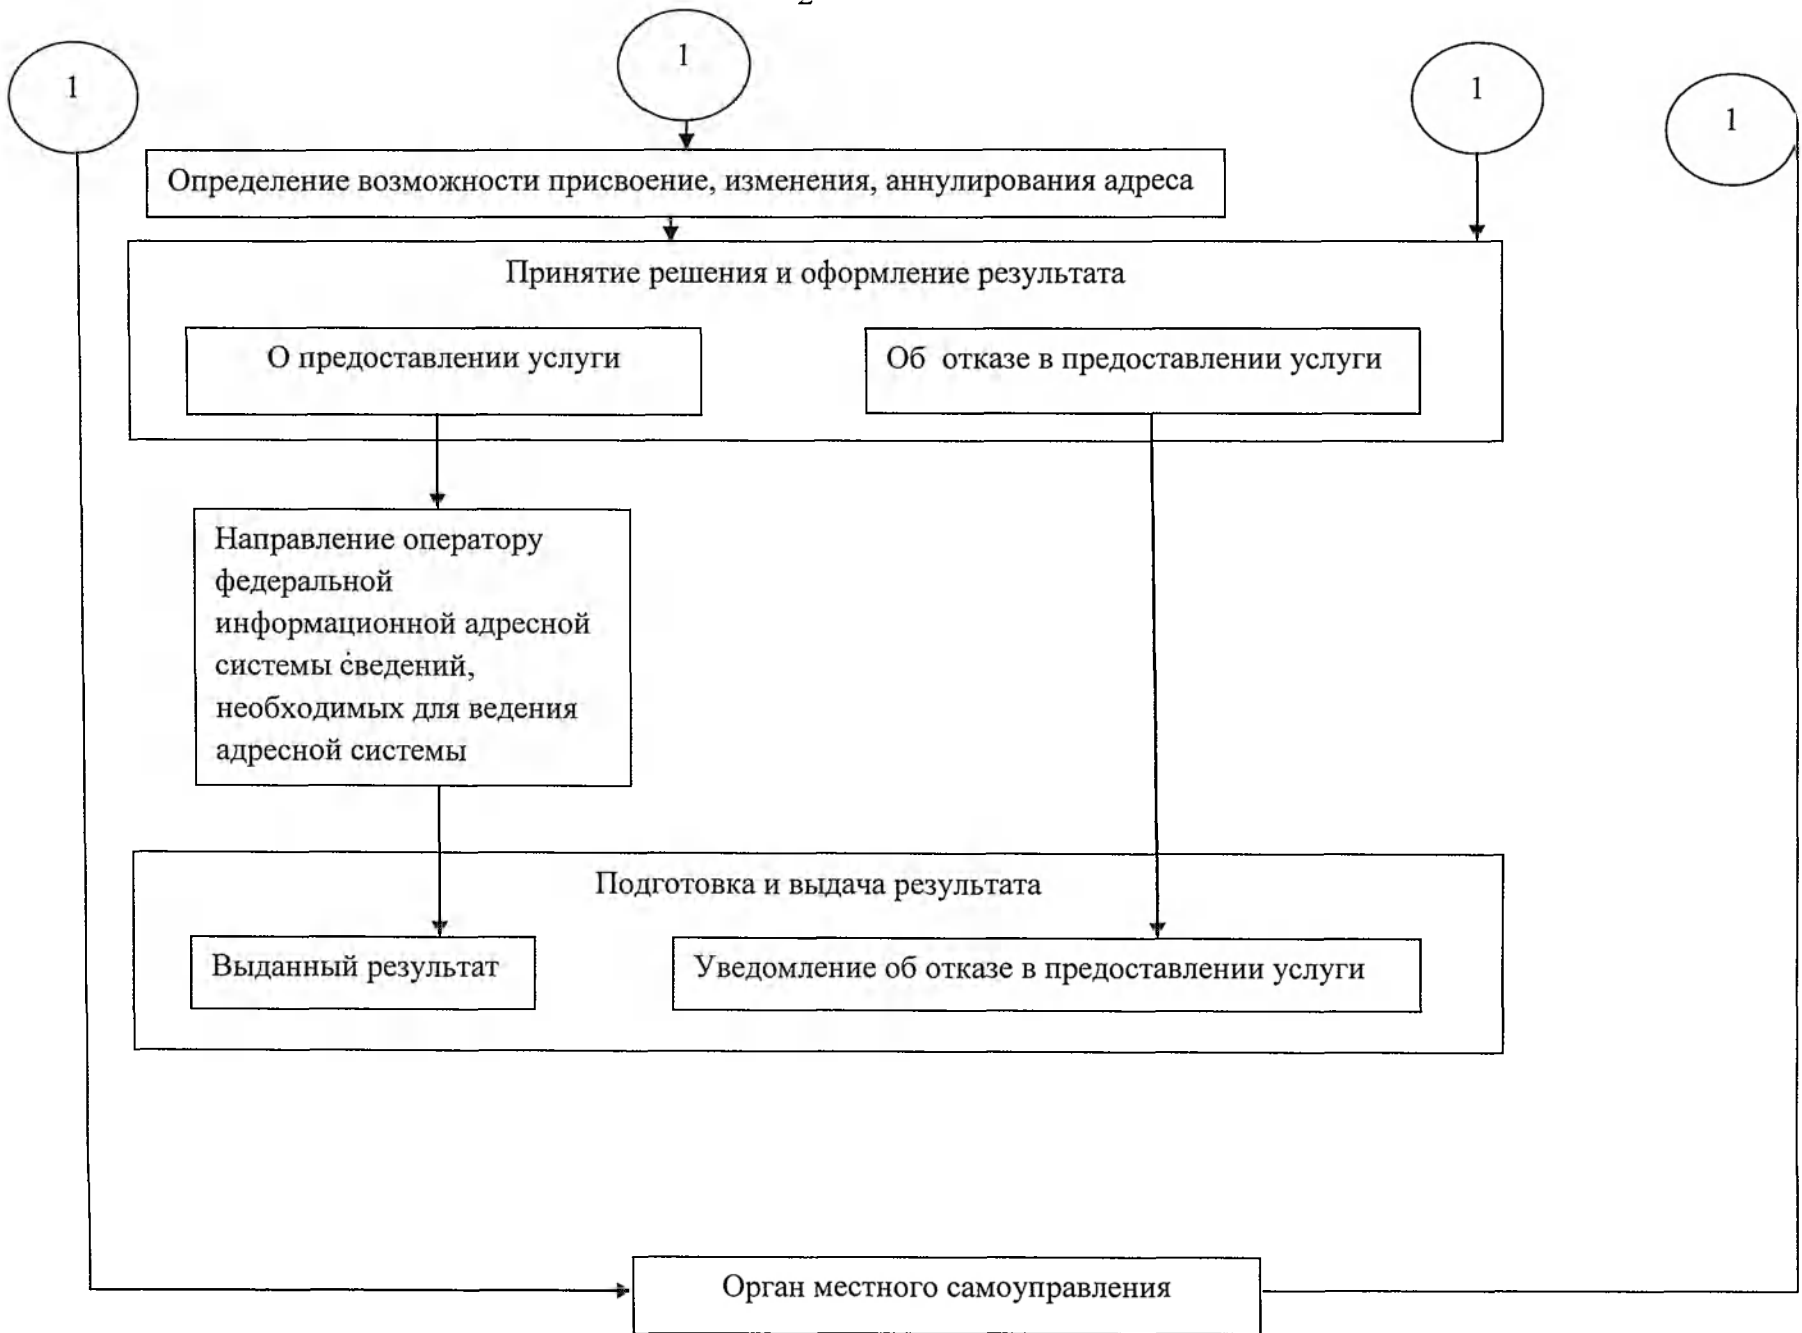 2
1
1
1
1
Определение возможности присвоение, изменения, аннулирования адреса
Принятие решения и оформление результата
О предоставлении услуги
Об отказе в предоставлении услуги
Направление оператору
федеральной
информационной адресной
системы сведений,
необходимых для ведения
адресной системы
Подготовка и выдача результата
Выданный результат
Уведомление об отказе в предоставлении услуги
Орган местного самоуправления